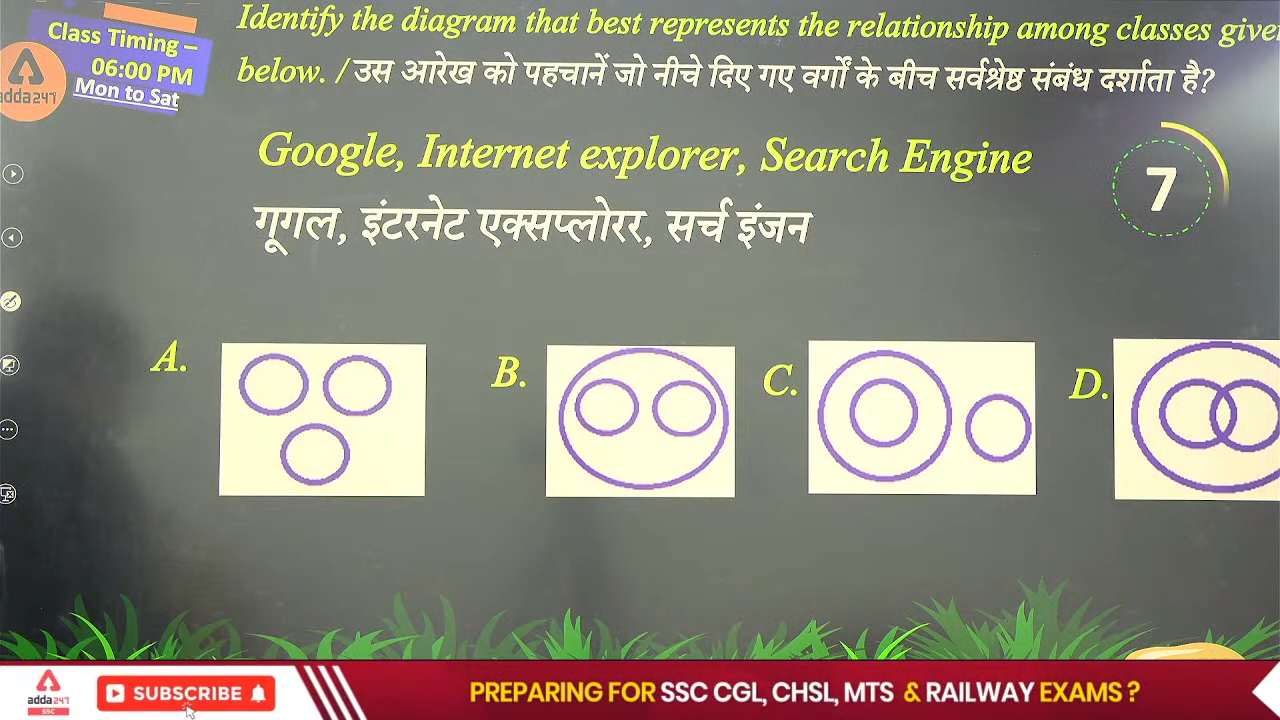 Class Timing –
06:00 PM
Mon to Sat
adda247
Identify the diagram that best represents the relationship among classes given
below. / उस आरेख को पहचानें जो नीचे दिए गए वर्गों के बीच सर्वश्रेष्ठ संबंध दर्शाता है?
Google, Internet explorer, Search Engine
गूगल, इंटरनेट एक्सप्लोरर, सर्च इंजन
7
A.
B.
C.
D.
adda247
SSC
SUBSCRIBE
PREPARING FOR SSC CGL, CHSL, MTS & RAILWAY EXAMS ?